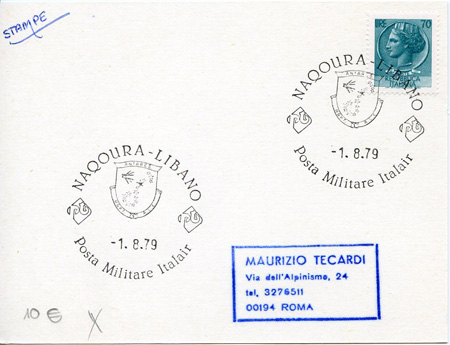 STAMPE
LIRE 70
NAQOURA-LIBANO
-1. 8.79
Posta Militare Italair
NAQOURA-LIBANO
-1. 8.79
Posta Militare Italair
MAURIZIO TECARDI
Via dell'Alpinismo, 24
tel. 3276511
00194 ROMA
10 € X